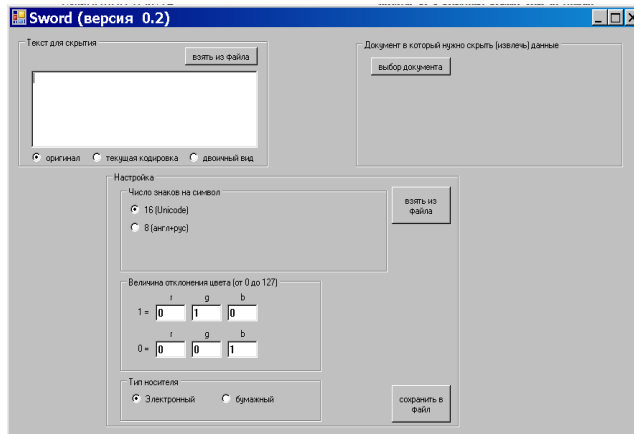 Sword (версия 0.2)
Текст для скрытия
взять из файла
оригинал текущая кодировка двоичный вид
Документ в который нужно скрыть (извлечь) данные
выбор документа
Настройка
Число знаков на символ
16 (Unicode)
8 (англ+рус)
взять из
файла
Величина отклонения цвета (от 0 до 127)
r g b
1 = 0 1 0
r g b
0 = 0 0 1
Тип носителя
Электронный бумажный
сохранить в
файл